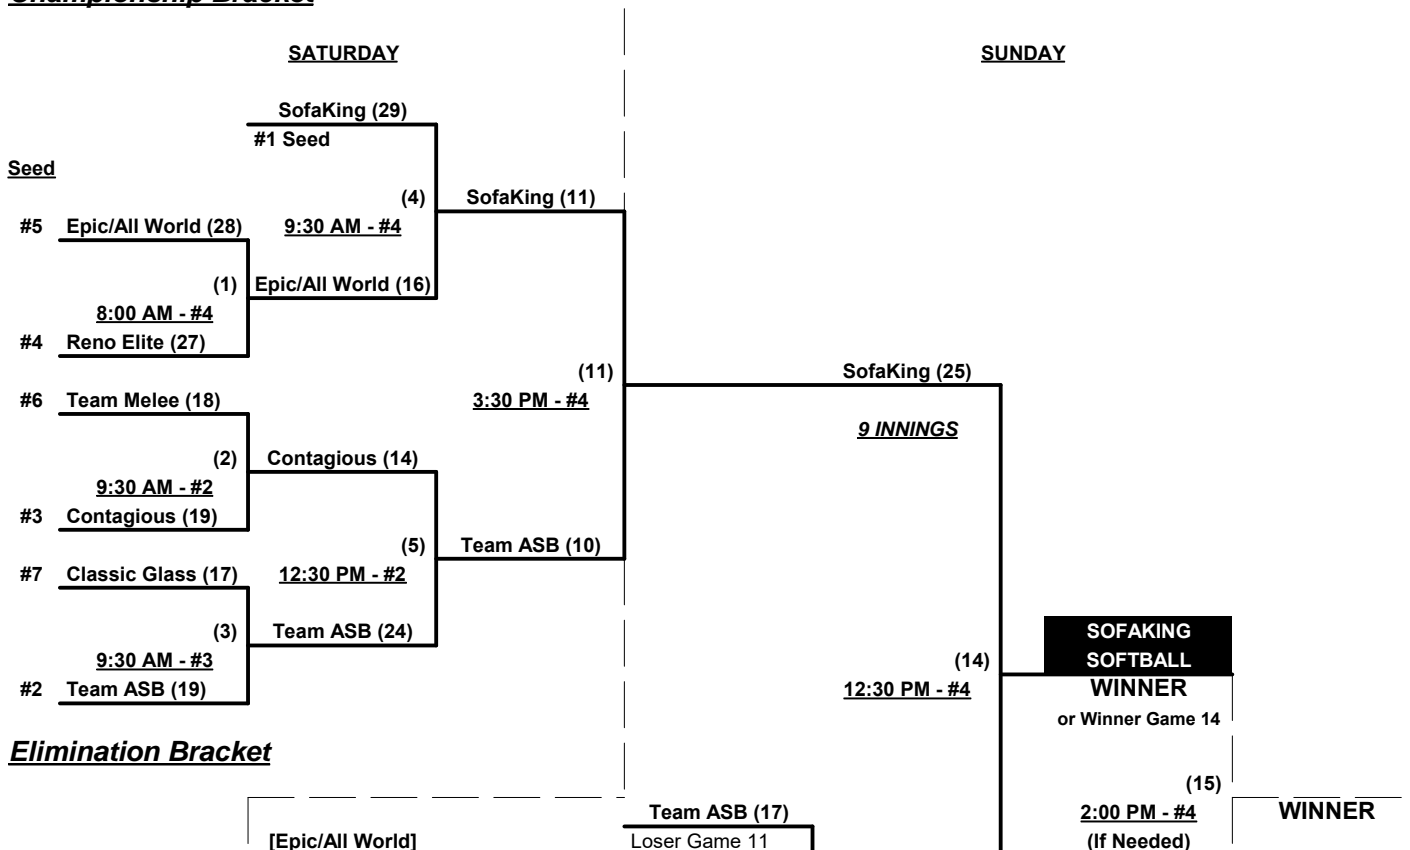 Championship Bracket
SATURDAY
SUNDAY
SofaKing (29)
#1 Seed
Seed
(4)
SofaKing (11)
#5 Epic/All World (28)
9:30 AM - #4
(1)
Epic/All World (16)
8:00 AM - #4
#4 Reno Elite (27)
(11)
SofaKing (25)
#6 Team Melee (18)
3:30 PM - #4
9 INNINGS
(2)
Contagious (14)
9:30 AM - #2
#3 Contagious (19)
(5)
Team ASB (10)
#7 Classic Glass (17)
12:30 PM - #2
(3)
Team ASB (24)
SOFAKING
9:30 AM - #3
(14)
SOFTBALL
#2 Team ASB (19)
12:30 PM - #4
WINNER
or Winner Game 14
Elimination Bracket
(15)
Team ASB (17)
2:00 PM - #4
WINNER
[Epic/All World]
Loser Game 11
(If Needed)